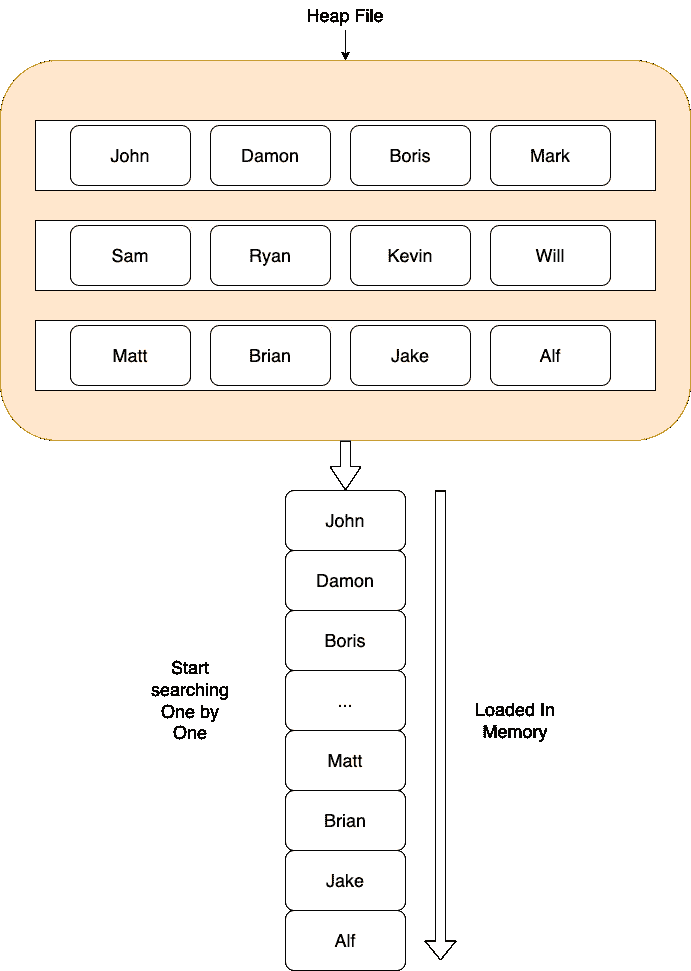 Heap File
John Damon Boris Mark
Sam Ryan Kevin Will
Matt Brian Jake Alf
John
Damon
Boris
...
Matt
Brian
Jake
Alf
Start
searching
One by
One
Loaded In
Memory